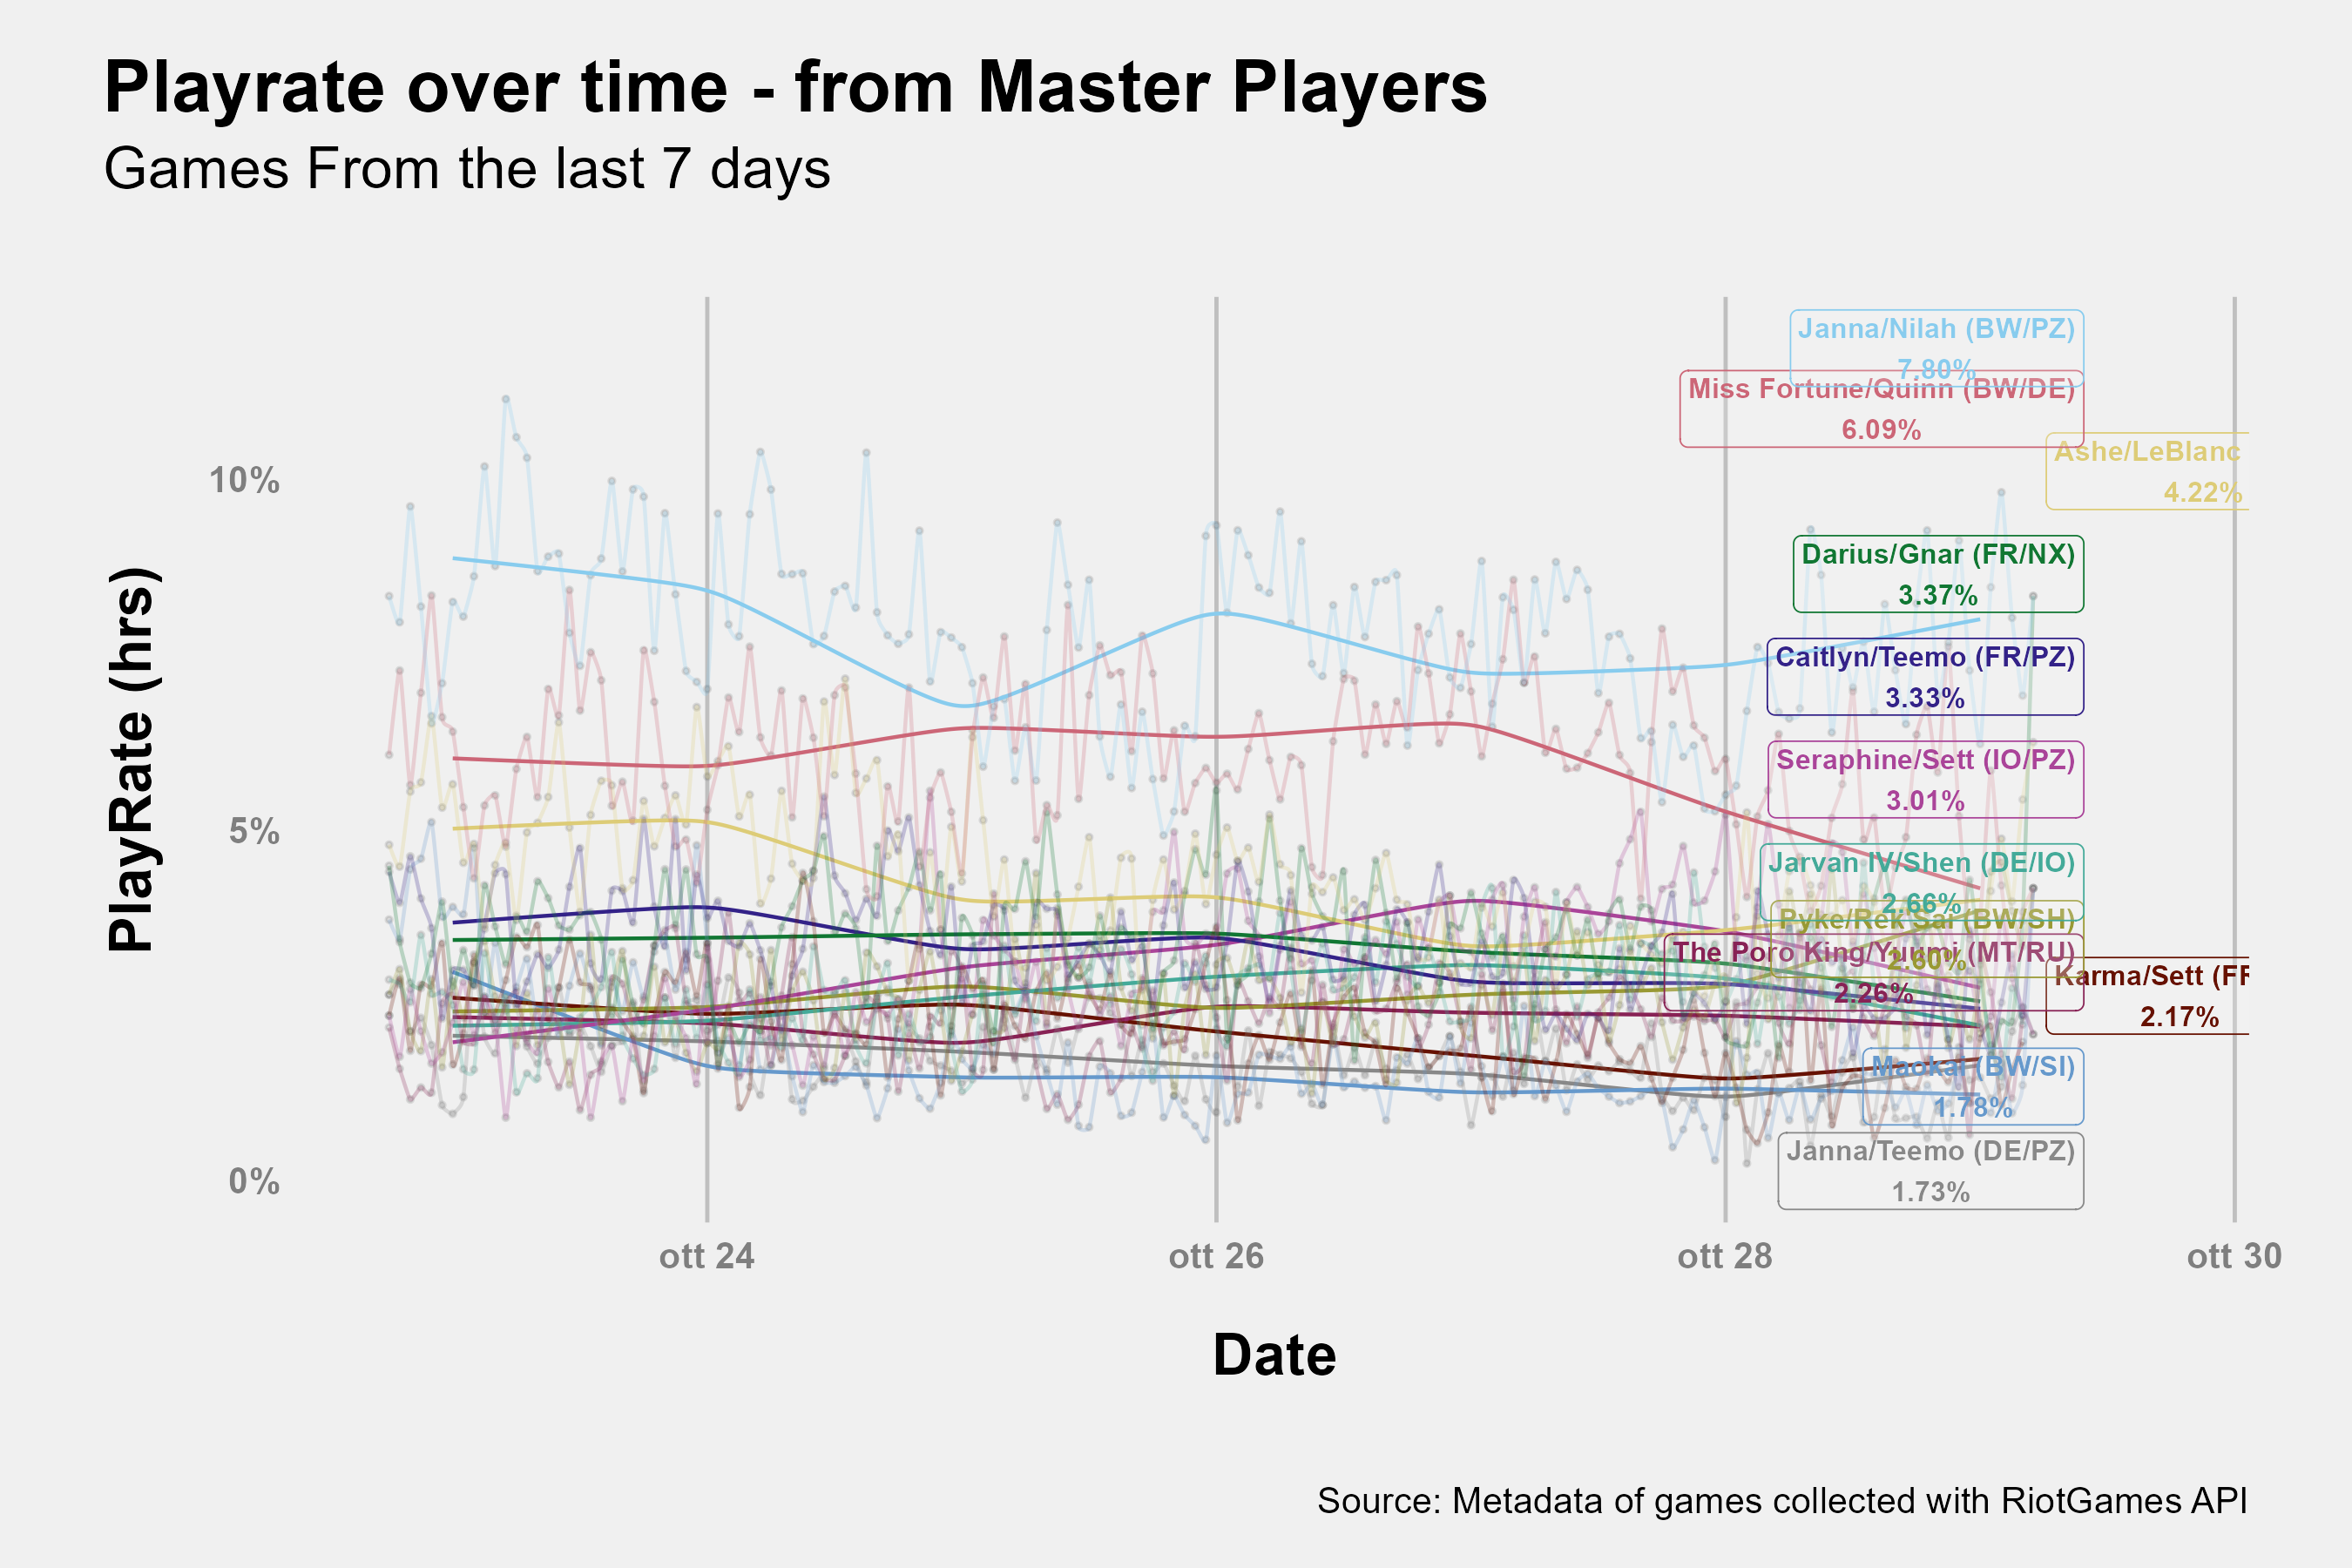 Playrate over time - from Master Players
Games From the last 7 days
PlayRate (hrs)
10%
5%
0%
Janna/Nilah (BW/PZ)
7.80%
Miss Fortune/Quinn (BW/DE)
6.09%
Ashe/LeBlanc
4.22%
Darius/Gnar (FR/NX)
3.37%
Caitlyn/Teemo (FR/PZ)
3.33%
Seraphine/Sett (IO/PZ)
3.01%
Jarvan IV/Shen (DE/IO)
2.66%
Pyke/Rek'Sai (BW/SH)
2.60%
The Poro King/Yuumi (MT/RU)
2.26%
Karma/Sett (FR
2.17%
Maokai (BW/SI)
1.78%
Janna/Teemo (DE/PZ)
1.73%
ott 24
ott 26
ott 28
ott 30
Date
Source: Metadata of games collected with RiotGames API